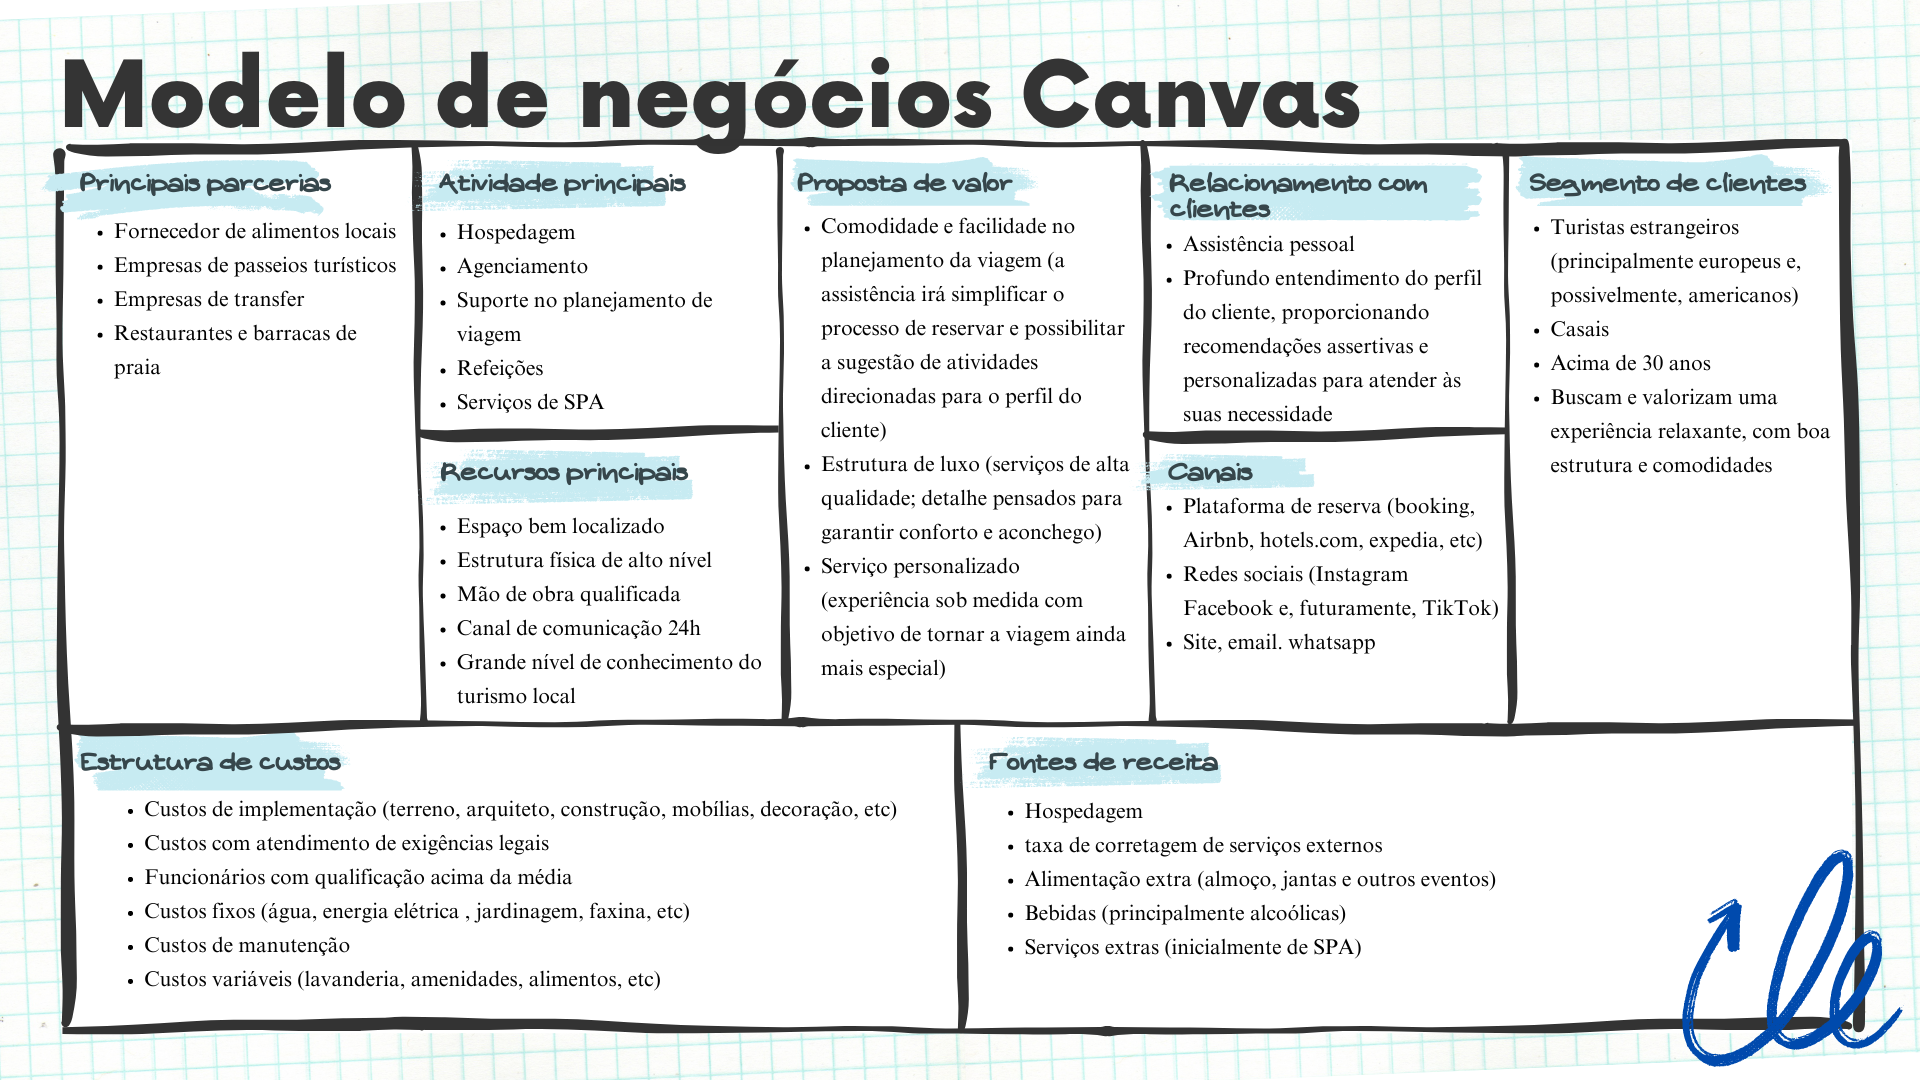 Modelo de negócios Canvas
Principais parcerias
Fornecedor de alimentos locais
Empresas de passeios turísticos
Empresas de transfer
Restaurantes e barracas de
praia
Atividade principais
Hospedagem
Agenciamento
Suporte no planejamento de
viagem
Refeições
Serviços de SPA
Recursos principais
Espaço bem localizado
Estrutura física de alto nível
Mão de obra qualificada
Canal de comunicação 24h
Grande nível de conhecimento do
turismo local
Proposta de valor
Comodidade e facilidade no
planejamento da viagem (a
assistência irá simplificar o
processo de reservar e possibilitar
a sugestão de atividades
direcionadas para o perfil do
cliente)
Estrutura de luxo (serviços de alta
qualidade; detalhe pensados para
garantir conforto e aconchego)
Serviço personalizado
(experiência sob medida com
objetivo de tornar a viagem ainda
mais especial)
Relacionamento com
clientes
Assistência pessoal
Profundo entendimento do perfil
do cliente, proporcionando
recomendações assertivas e
personalizadas para atender às
suas necessidade
Canais
Plataforma de reserva (booking,
Airbnb, hotels.com, expedia, etc)
Redes sociais (Instagram
Facebook e, futuramente, TikTok)
Site, email. whatsapp
Segmento de clientes
Turistas estrangeiros
(principalmente europeus e,
possivelmente, americanos)
Casais
Acima de 30 anos
Buscam e valorizam uma
experiência relaxante, com boa
estrutura e comodidades
Estrutura de custos
Custos de implementação (terreno, arquiteto, construção, mobílias, decoração, etc)
Custos com atendimento de exigências legais
Funcionários com qualificação acima da média
Custos fixos (água, energia elétrica , jardinagem, faxina, etc)
Custos de manutenção
Custos variáveis (lavanderia, amenidades, alimentos, etc)
Fontes de receita
Hospedagem
taxa de corretagem de serviços externos
Alimentação extra (almoço, jantas e outros eventos)
Bebidas (principalmente alcoólicas)
Serviços extras (inicialmente de SPA)